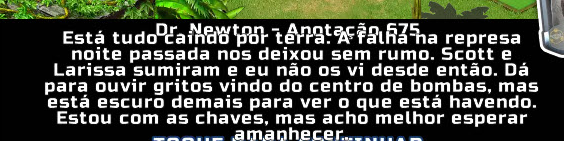 Dr. Newton - Anotação 675
Está tudo caindo por terra. A falha na represa
noite passada nos deixou sem rumo. Scott e
Larissa sumiram e eu não os vi desde então. Dá
para ouvir gritos vindo do centro de bombas, mas
está escuro demais para ver o que está havendo.
Estou com as chaves, mas acho melhor esperar
amanhecer.